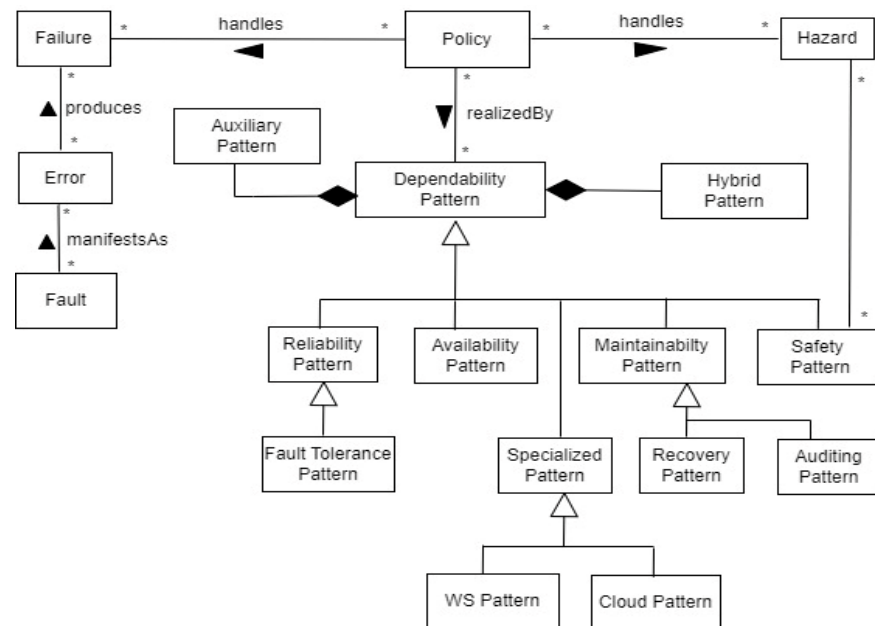 Failure
*
handles
*
Policy
*
handles
*
Hazard
*
produces
*
*
realizedBy
*
*
Auxiliary
Pattern
Error
*
manifestsAs
*
Fault
Dependability
Pattern
Hybrid
Pattern
*
Reliability
Pattern
Availability
Pattern
Maintainabilty
Pattern
Safety
Pattern
Fault Tolerance
Pattern
Specialized
Pattern
Recovery
Pattern
Auditing
Pattern
WS Pattern
Cloud Pattern